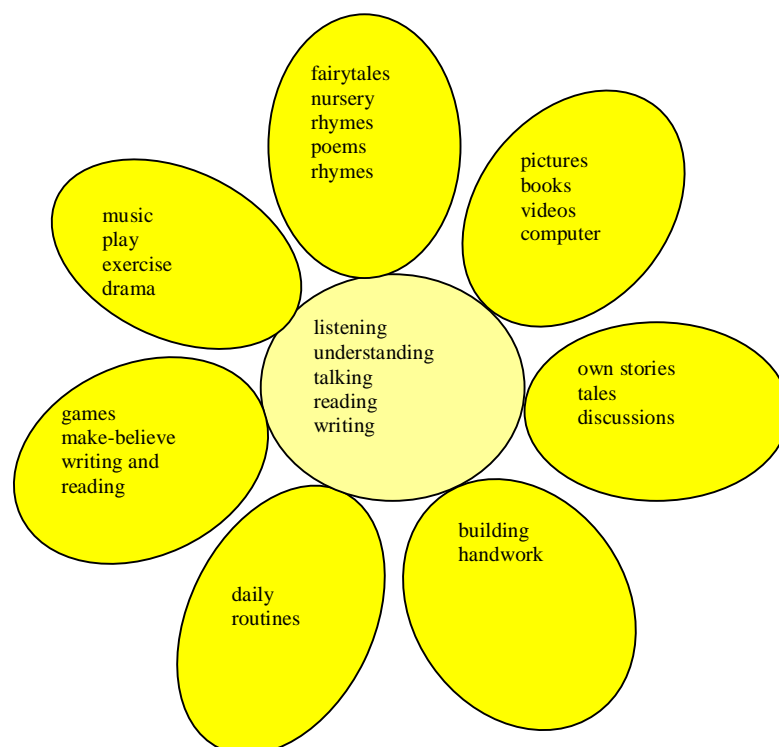 fairytales
nursery
rhymes
poems
rhymes
pictures
books
videos
computer
music
play
exercise
drama
listening
understanding
talking
reading
writing
own stories
tales
discussions
games
make-believe
writing and
reading
building
handwork
daily
routines